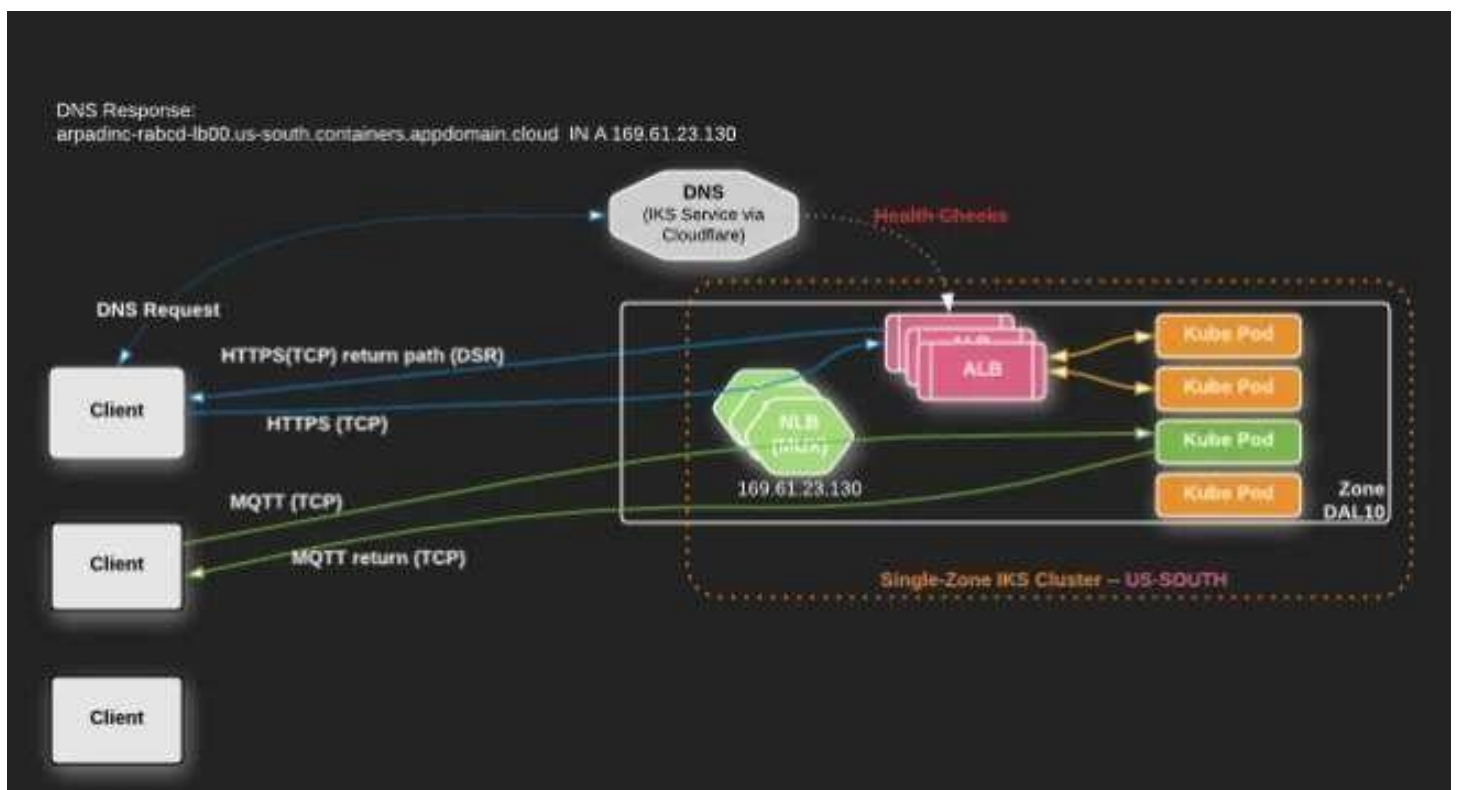 DNS Response:
arpadinc-rabcd-lb00.us-south.containers.appdomain.cloud IN A 169.61.23.130
DNS
(IKS Service via
Cloudflare)
Health Checks
DNS Request
HTTPS(TCP) return path (DSR)
ALB
ALB
Kube Pod
Kube Pod
Client
HTTPS (TCP)
NLB
(MUX)
Kube Pod
169.61.23.130
Kube Pod
Zone
DAL10
MQTT (TCP)
MQTT return (TCP)
Client
Single-Zone IKS Cluster – US-SOUTH
Client